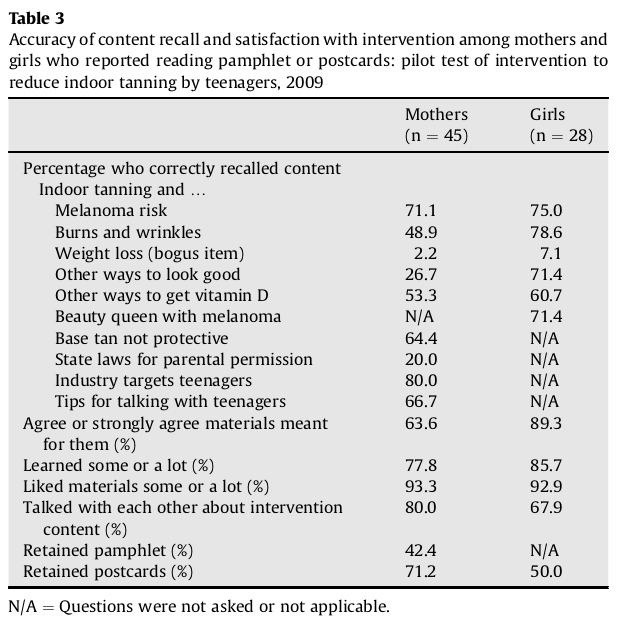 Table 3
Accuracy of content recall and satisfaction with intervention among mothers and
girls who reported reading pamphlet or postcards: pilot test of intervention to
reduce indoor tanning by teenagers, 2009
Mothers Girls
(n = 45) (n = 28)
Percentage who correctly recalled content
Indoor tanning and …
Melanoma risk 71.1 75.0
Burns and wrinkles 48.9 78.6
Weight loss (bogus item) 2.2 7.1
Other ways to look good 26.7 71.4
Other ways to get vitamin D 53.3 60.7
Beauty queen with melanoma N/A 71.4
Base tan not protective 64.4 N/A
State laws for parental permission 20.0 N/A
Industry targets teenagers 80.0 N/A
Tips for talking with teenagers 66.7 N/A
Agree or strongly agree materials meant 63.6 89.3
for them (%)
Learned some or a lot (%) 77.8 85.7
Liked materials some or a lot (%) 93.3 92.9
Talked with each other about intervention 80.0 67.9
content (%)
Retained pamphlet (%) 42.4 N/A
Retained postcards (%) 71.2 50.0
N/A = Questions were not asked or not applicable.